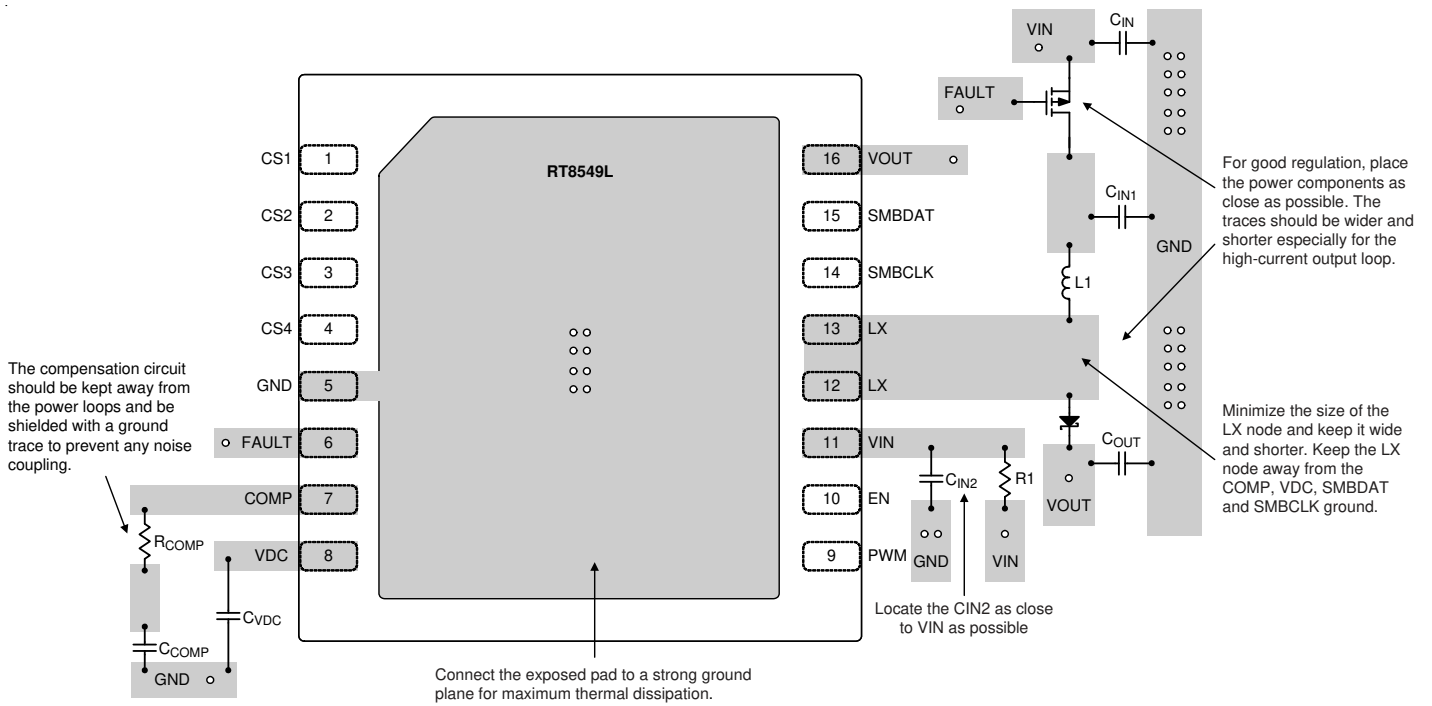 VIN
CIN
FAULT
For good regulation, place
the power components as
close as possible. The
traces should be wider and
shorter especially for the
high-current output loop.
CIN1
GND
L1
RT8549L
CS1 1
CS2 2
CS3 3
CS4 4
GND 5
FAULT 6
COMP 7
VDC 8
16 VOUT
15 SMBDAT
14 SMBCLK
13 LX
12 LX
11 VIN
10 EN
9 PWM
The compensation circuit
should be kept away from
the power loops and be
shielded with a ground
trace to prevent any noise
coupling.
RCOMP
CVDC
CCOMP
GND
CIN2
R1
GND
VIN
COUT
VOUT
Minimize the size of the
LX node and keep it wide
and shorter. Keep the LX
node away from the
COMP, VDC, SMBDAT
and SMBCLK ground.
Locate the CIN2 as close
to VIN as possible
Connect the exposed pad to a strong ground
plane for maximum thermal dissipation.